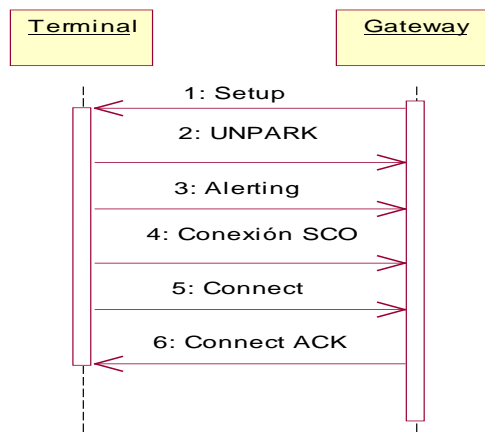 Terminal
Gateway
1: Setup
2: UNPARK
3: Alerting
4: Conexión SCO
5: Connect
6: Connect ACK